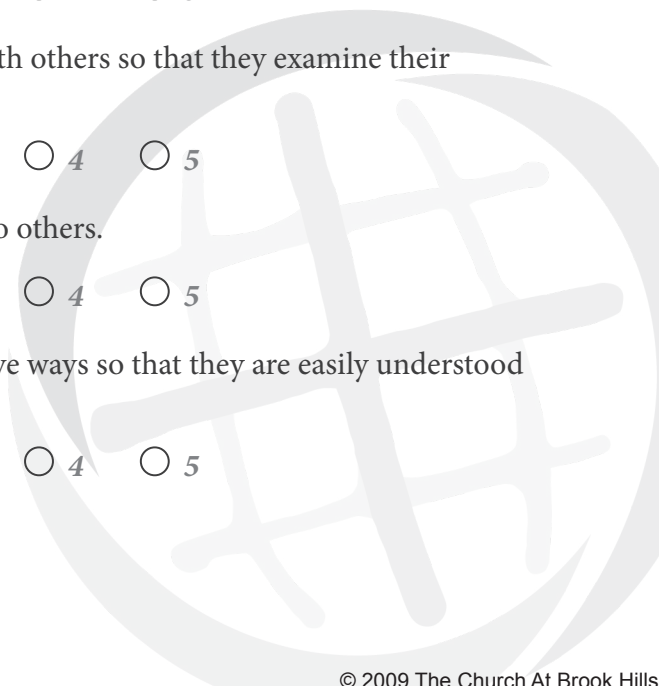 th others so that they examine their
4 5
o others.
4 5
ve ways so that they are easily understood
4 5
© 2009 The Church At Brook Hills